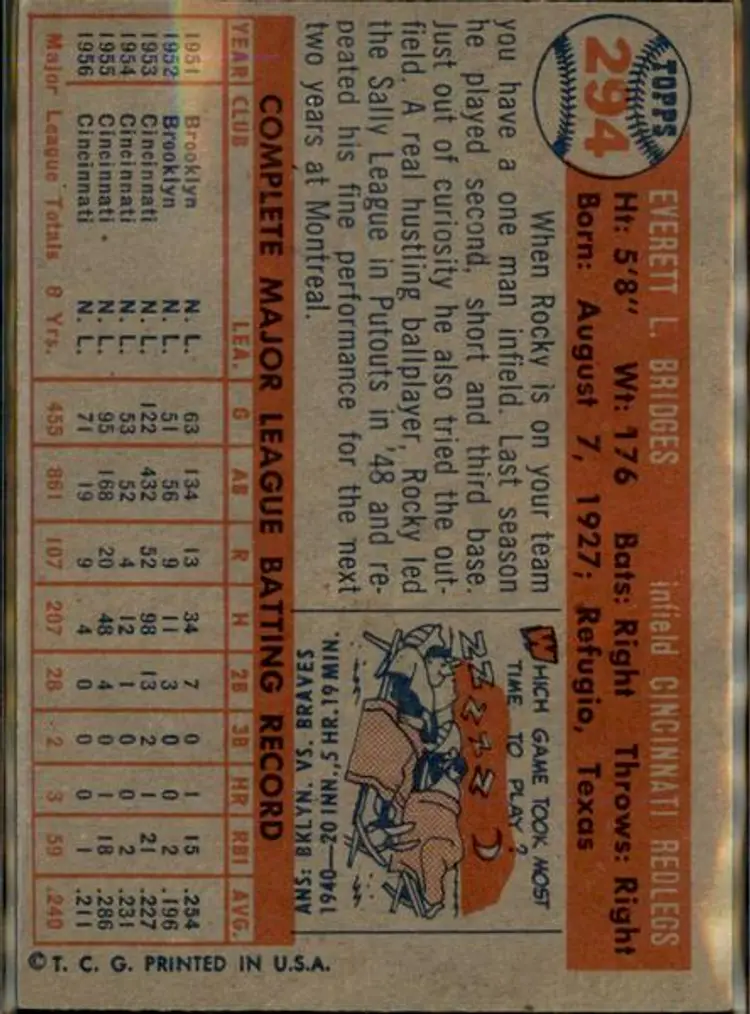 TOPPS
294
EVERETT L. BRIDGES infield CINCINNATI REDLEGS
Ht: 5'8" Wt: 176 Bats: Right Throws: Right
Born: August 7, 1927; Refugio, Texas
When Rocky is on your team
you have a one man infield. Last season
he played second, short and third base.
Just out of curiosity he also tried the out-
field. A real hustling ballplayer, Rocky led
the Sally League in Putouts in '48 and re-
peated his fine performance for the next
two years at Montreal.
WHICH GAME TOOK MOST
TIME TO PLAY?
ZZ ZZZ
1940—20 INN., 5 HR. 19 MIN.
ANS: BKLYN. VS. BRAVES
COMPLETE MAJOR LEAGUE BATTING RECORD
YEAR CLUB LEA. G AB R H 2B 3B HR RBI AVG.
1951 Brooklyn N. L. 63 134 13 34 7 0 1 15 .254
1952 Brooklyn N. L. 51 56 9 11 3 0 0 2 .196
1953 Cincinnati N. L. 122 432 52 98 13 2 1 21 .227
1954 Cincinnati N. L. 53 52 4 12 1 0 0 2 .231
1955 Cincinnati N. L. 95 168 20 48 4 0 1 18 .286
1956 Cincinnati N. L. 71 19 9 4 0 0 0 1 .211
Major League Totals 6 Yrs. 455 861 107 207 28 2 3 59 .240
© T. C. G. PRINTED IN U.S.A.